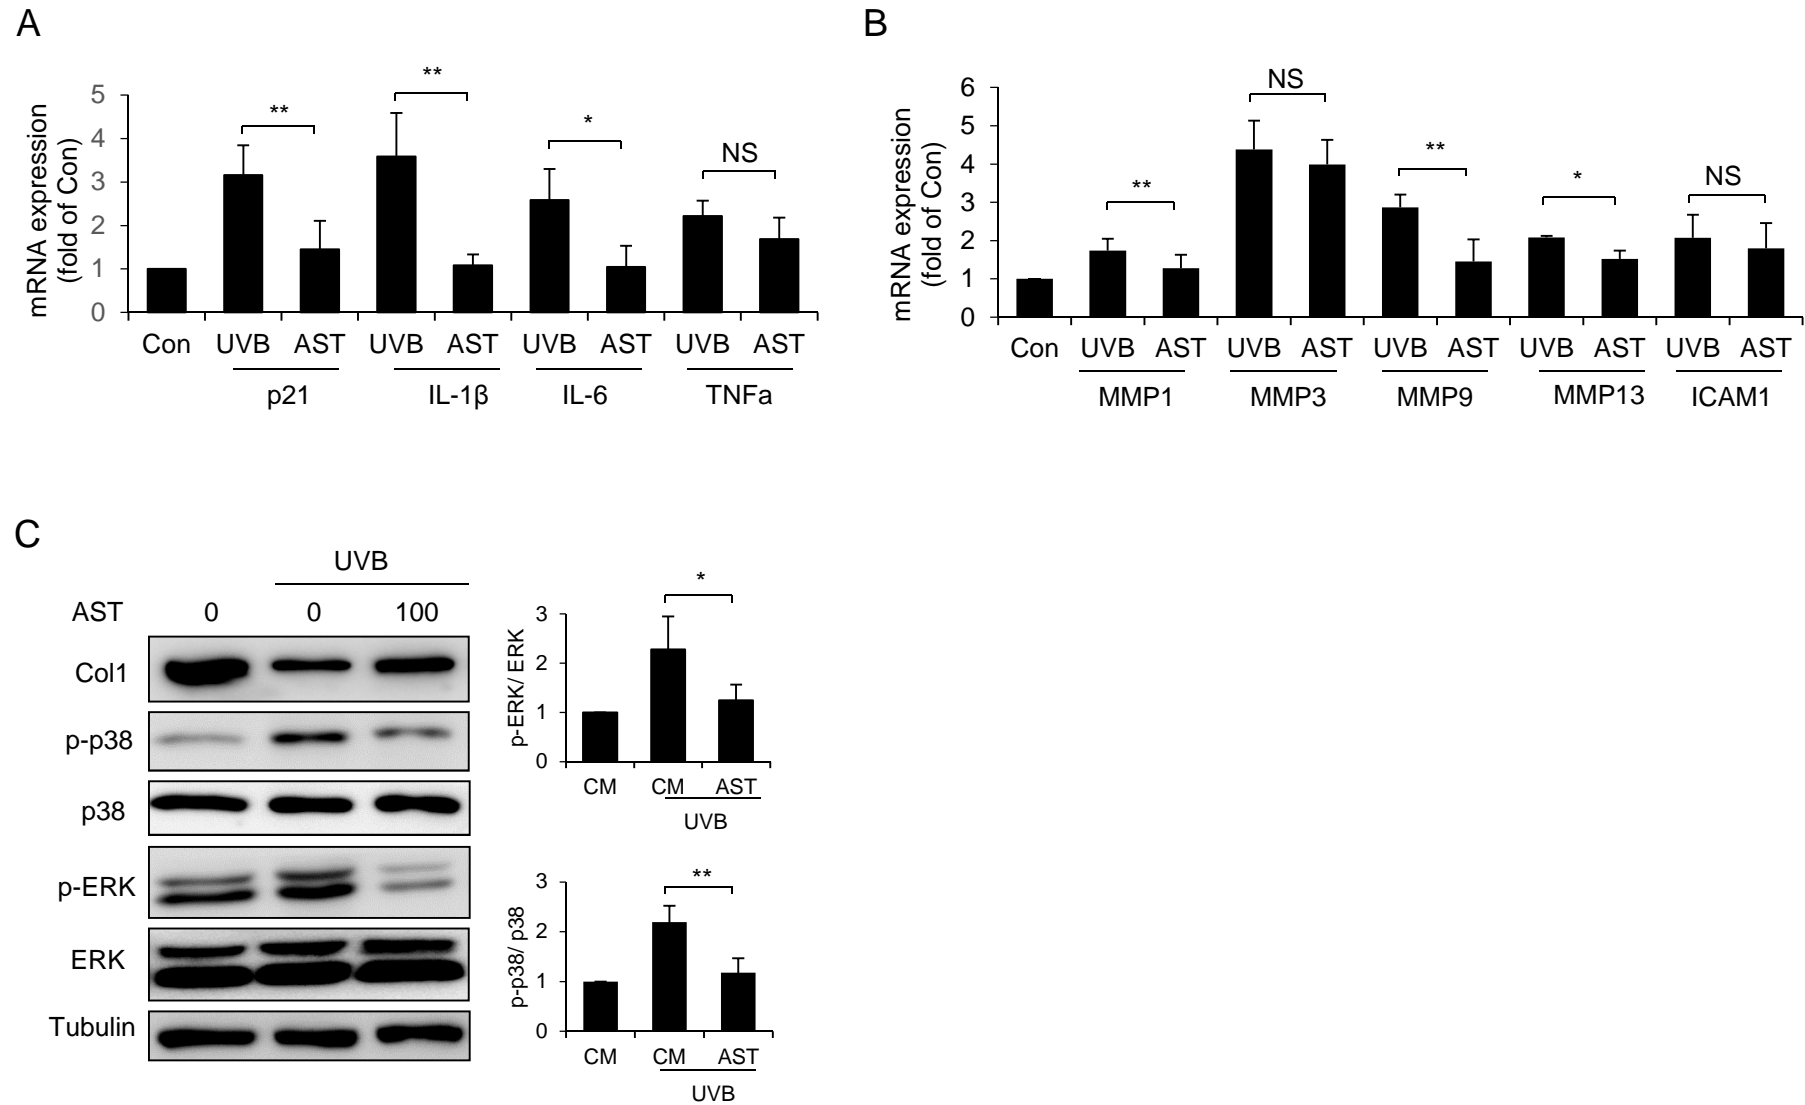 A
mRNA expression
(fold of Con)
5
4
3
2
1
0
**
**
*
NS
Con UVB AST UVB AST UVB AST UVB AST
p21 IL-1β IL-6 TNFa
B
mRNA expression
(fold of Con)
6
5
4
3
2
1
0
**
NS
**
*
NS
Con UVB AST UVB AST UVB AST UVB AST UVB AST
MMP1 MMP3 MMP9 MMP13 ICAM1
C
UVB
AST 0 0 100
Col1
p-p38
p38
p-ERK
ERK
Tubulin
p-ERK/ ERK
3
2
1
0
*
CM CM AST
UVB
p-p38/ p38
3
2
1
0
**
CM CM AST
UVB